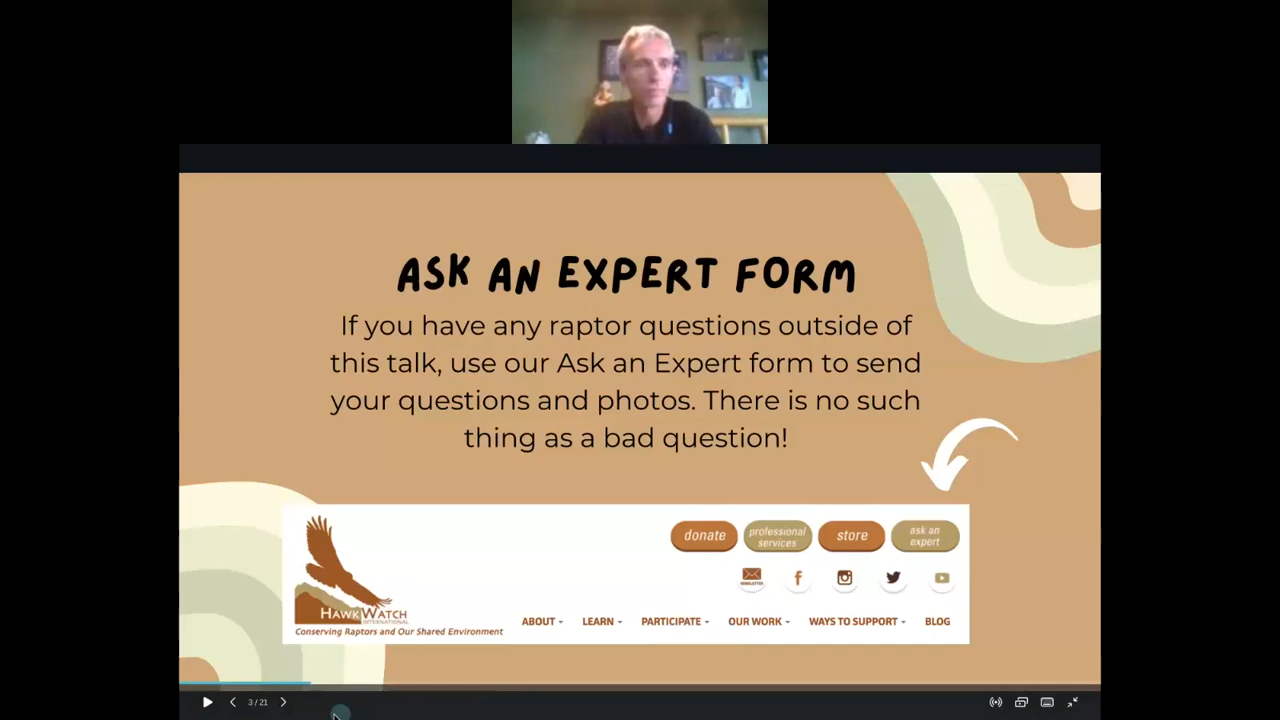 ASK AN EXPERT FORM
If you have any raptor questions outside of
this talk, use our Ask an Expert form to send
your questions and photos. There is no such
thing as a bad question!
donate
professional
services
store
ask an
expert
NEWSLETTER
HAWKWATCH
INTERNATIONAL
Conserving Raptors and Our Shared Environment
ABOUT LEARN PARTICIPATE OUR WORK WAYS TO SUPPORT BLOG
3 / 21